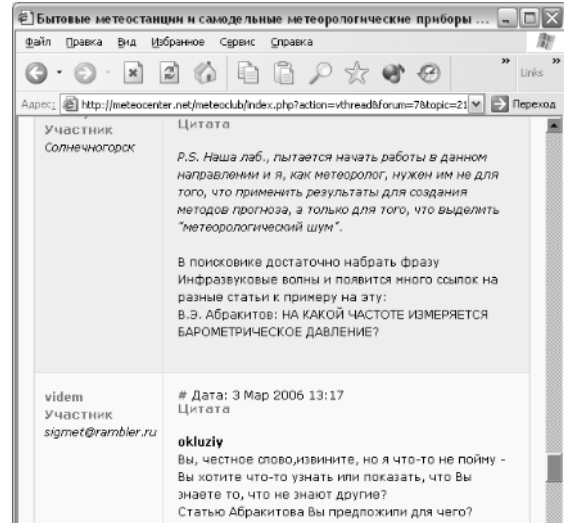 Бытовые метеостанции и самодельные метеорологические приборы ...
Файл Правка Вид Избранное Сервис Справка
Links
Адрес: http://meteocenter.net/meteoclub/index.php?action=vthread&forum=7&topic=21 Переход
Участник
Солнечногорск
Цитата
P.S. Наша лаб., пытается начать работы в данном
направлении и я, как метеоролог, нужен им не для
того, что применить результаты для создания
методов прогноза, а только для того, что выделить
"метеорологический шум".
В поисковике достаточно набрать фразу
Инфразвуковые волны и появится много ссылок на
разные статьи к примеру на эту:
В.Э. Абракитов: НА КАКОЙ ЧАСТОТЕ ИЗМЕРЯЕТСЯ
БАРОМЕТРИЧЕСКОЕ ДАВЛЕНИЕ?
videm
Участник
sigmet@rambler.ru
# Дата: 3 Мар 2006 13:17
Цитата
okluziy
Вы, честное слово,извините, но я что-то не пойму -
Вы хотите что-то узнать или показать, что Вы
знаете то, что не знают другие?
Статью Абракитова Вы предложили для чего?